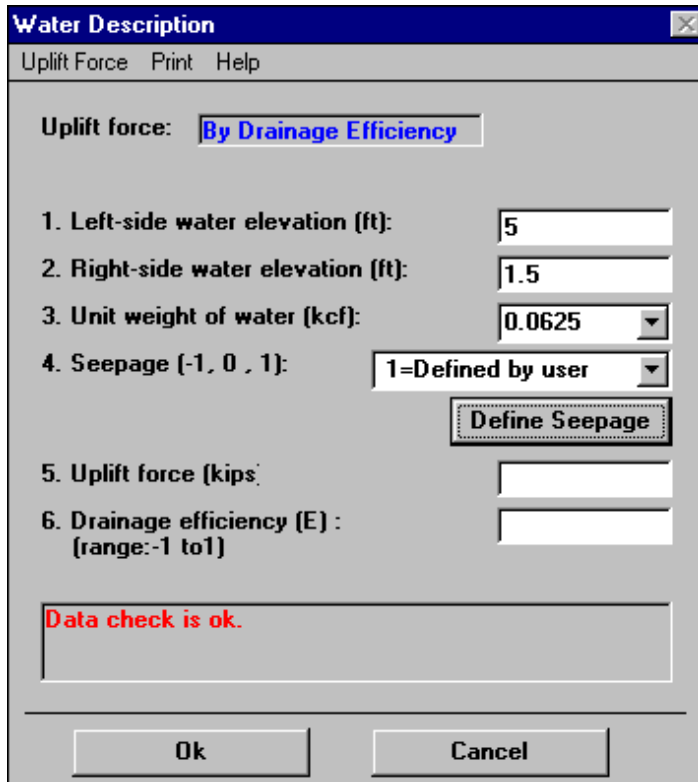 Water Description
Uplift Force Print Help
Uplift force: By Drainage Efficiency
1. Left-side water elevation (ft): 5
2. Right-side water elevation (ft): 1.5
3. Unit weight of water (kcf): 0.0625
4. Seepage (-1, 0 , 1): 1=Defined by user
Define Seepage
5. Uplift force (kips)
6. Drainage efficiency (E) :
(range:-1 to1)
Data check is ok.
Ok Cancel